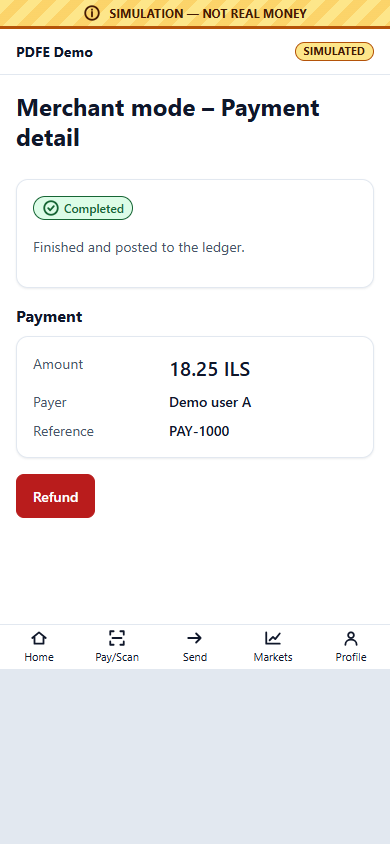 SIMULATION — NOT REAL MONEY
PDFE Demo
SIMULATED
Merchant mode – Payment
detail
Completed
Finished and posted to the ledger.
Payment
Amount
18.25 ILS
Payer
Demo user A
Reference
PAY-1000
Refund
Home
Pay/Scan
Send
Markets
Profile